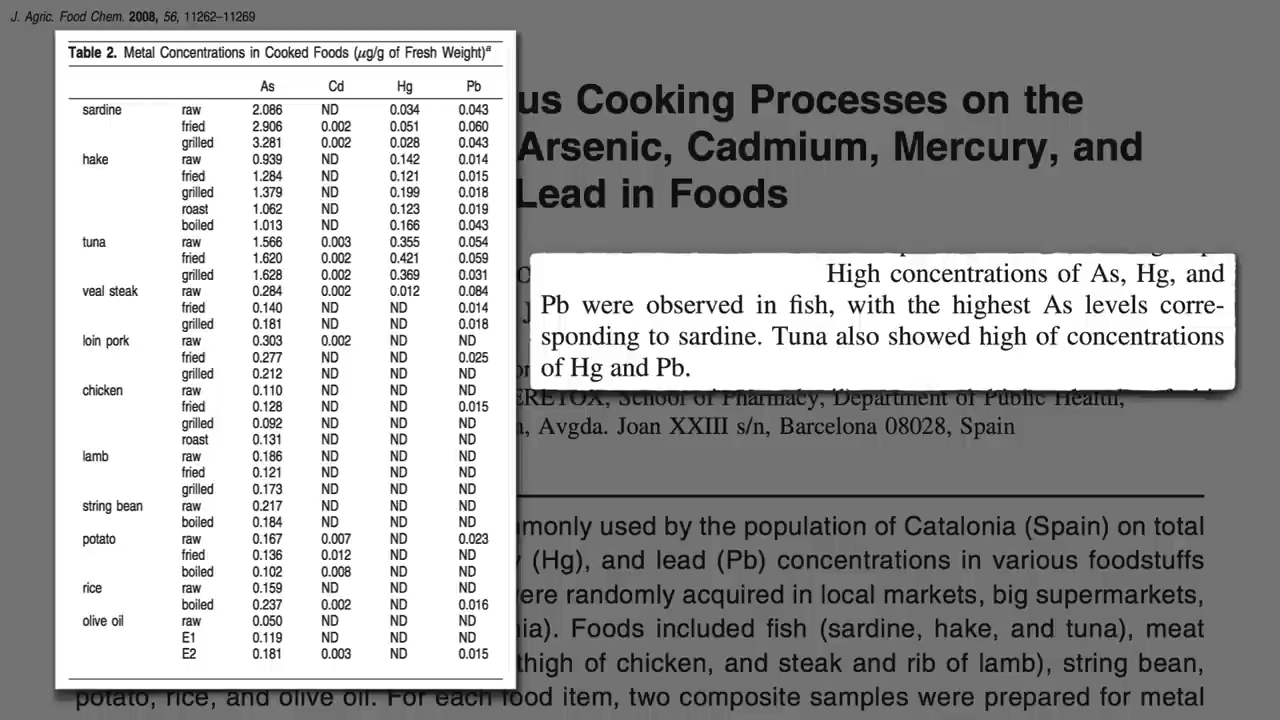 J. Agric. Food Chem. 2008, 56, 11262–11269
Table 2. Metal Concentrations in Cooked Foods (μg/g of Fresh Weight)a
As Cd Hg Pb
sardine raw 2.086 ND 0.034 0.043
fried 2.906 0.002 0.051 0.060
grilled 3.281 0.002 0.028 0.043
hake raw 0.939 ND 0.142 0.014
fried 1.284 ND 0.121 0.015
grilled 1.379 ND 0.199 0.018
roast 1.062 ND 0.123 0.019
boiled 1.013 ND 0.166 0.043
tuna raw 1.566 0.003 0.355 0.054
fried 1.620 0.002 0.421 0.059
grilled 1.628 0.002 0.369 0.031
veal steak raw 0.284 0.002 0.012 0.084
fried 0.140 ND ND 0.014
grilled 0.181 ND ND 0.018
loin pork raw 0.303 0.002 ND ND
fried 0.277 ND ND 0.025
grilled 0.212 ND ND ND
chicken raw 0.110 ND ND ND
fried 0.128 ND ND 0.015
grilled 0.092 ND ND ND
roast 0.131 ND ND ND
lamb raw 0.186 ND ND ND
fried 0.121 ND ND ND
grilled 0.173 ND ND ND
string bean raw 0.217 ND ND ND
boiled 0.184 ND ND ND
potato raw 0.167 0.007 ND 0.023
fried 0.136 0.012 ND ND
boiled 0.102 0.008 ND ND
rice raw 0.159 ND ND ND
boiled 0.237 0.002 ND 0.016
olive oil raw 0.050 ND ND ND
E1 0.119 ND ND ND
E2 0.181 0.003 ND 0.015
us Cooking Processes on the
Arsenic, Cadmium, Mercury, and
Lead in Foods
High concentrations of As, Hg, and
Pb were observed in fish, with the highest As levels corre-
sponding to sardine. Tuna also showed high of concentrations
of Hg and Pb.
ERETOX, School of Pharmacy, Department of Public Health,
Avgda. Joan XXIII s/n, Barcelona 08028, Spain
mmonly used by the population of Catalonia (Spain) on total
(Hg), and lead (Pb) concentrations in various foodstuffs
ere randomly acquired in local markets, big supermarkets,
ia). Foods included fish (sardine, hake, and tuna), meat
thigh of chicken, and steak and rib of lamb), string bean,
potato, rice, and olive oil. For each food item, two composite samples were prepared for metal